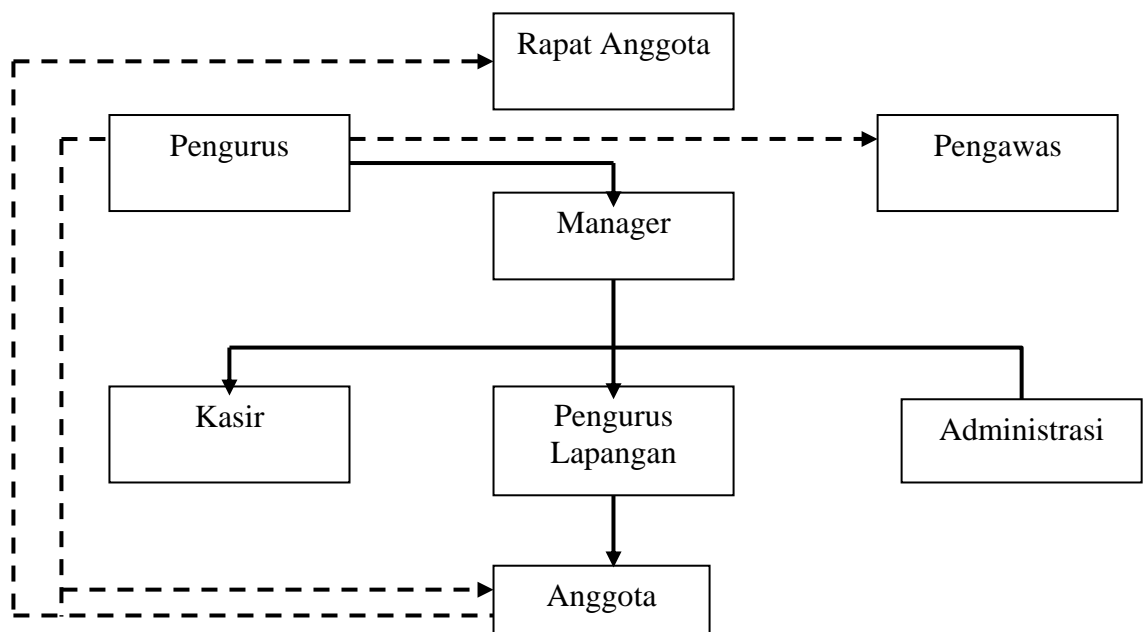 Rapat Anggota
Pengurus
Pengawas
Manager
Kasir
Pengurus
Lapangan
Administrasi
Anggota